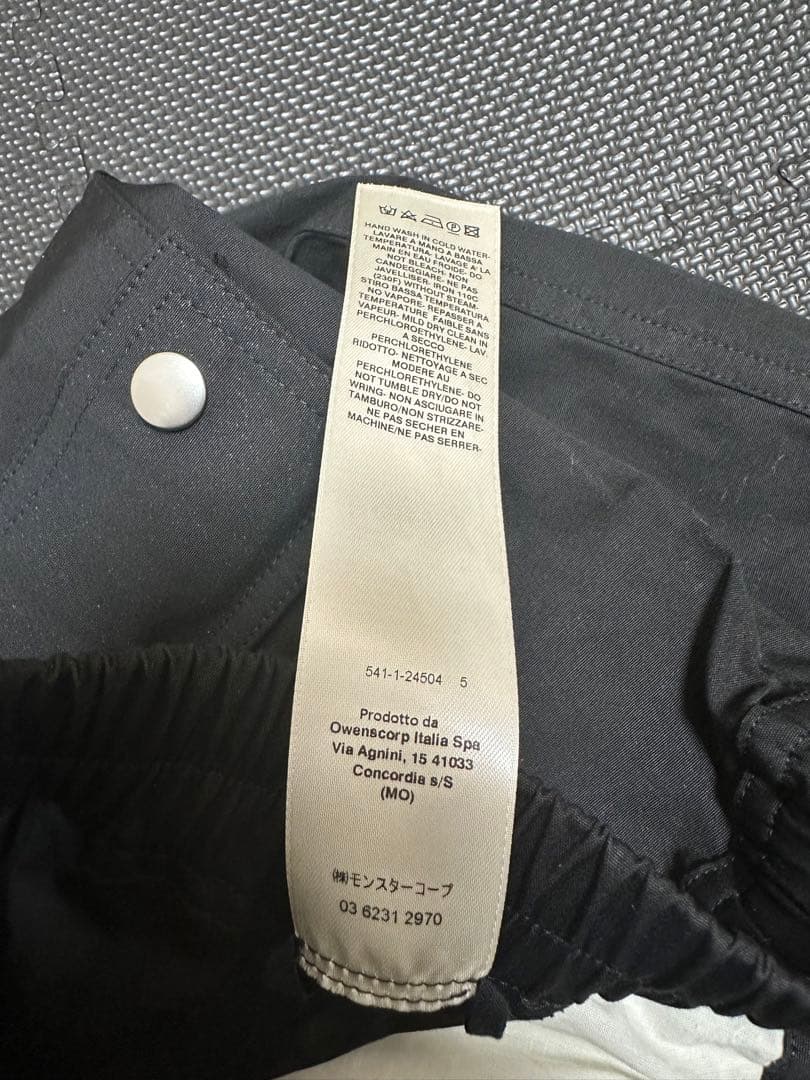 HAND WASH IN COLD WATER-
LAVARE A MANO A BASSA
TEMPERATURA- LAVAGE A' LA
MAIN EN EAU FROIDE- DO
NOT BLEACH- NON
CANDEGGIARE- NE PAS
JAVELLISER- IRON 110C
(230F) WITHOUT STEAM-
STIRO BASSA TEMPERATURA
NO VAPORE- REPASSER A
TEMPERATURE FAIBLE SANS
VAPEUR- MILD DRY CLEAN IN
PERCHLOROETHYLENE- LAV.
A SECCO
PERCHLORETHYLENE
RIDOTTO- NETTOYAGE A SEC
MODERE AU
PERCHLORETHYLENE- DO
NOT TUMBLE DRY/DO NOT
WRING- NON ASCIUGARE IN
TAMBURO/NON STRIZZARE-
NE PAS SECHER EN
MACHINE/NE PAS SERRER-
541-1-24504 5
Prodotto da
Owenscorp Italia Spa
Via Agnini, 15 41033
Concordia s/S
(MO)
㈱モンスターコープ
03 6231 2970